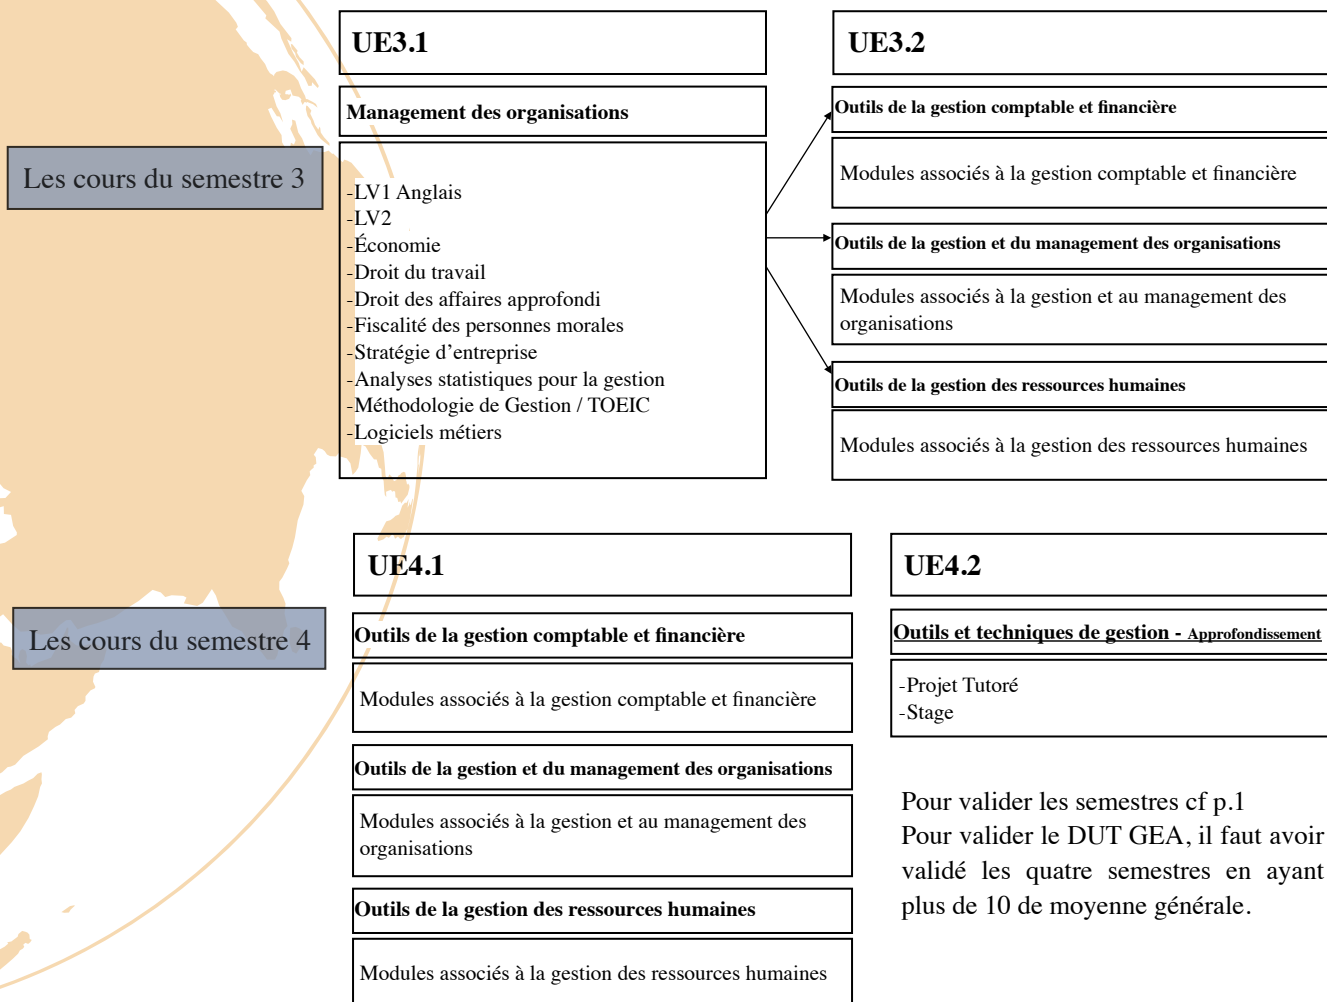 Les cours du semestre 3
UE3.1
Management des organisations
-LV1 Anglais
-LV2
-Économie
-Droit du travail
-Droit des affaires approfondi
-Fiscalité des personnes morales
-Stratégie d’entreprise
-Analyses statistiques pour la gestion
-Méthodologie de Gestion / TOEIC
-Logiciels métiers
UE3.2
Outils de la gestion comptable et financière
Modules associés à la gestion comptable et financière
Outils de la gestion et du management des organisations
Modules associés à la gestion et au management des
organisations
Outils de la gestion des ressources humaines
Modules associés à la gestion des ressources humaines
Les cours du semestre 4
UE4.1
Outils de la gestion comptable et financière
Modules associés à la gestion comptable et financière
Outils de la gestion et du management des organisations
Modules associés à la gestion et au management des
organisations
Outils de la gestion des ressources humaines
Modules associés à la gestion des ressources humaines
UE4.2
Outils et techniques de gestion - Approfondissement
-Projet Tutoré
-Stage
Pour valider les semestres cf p.1
Pour valider le DUT GEA, il faut avoir
validé les quatre semestres en ayant
plus de 10 de moyenne générale.